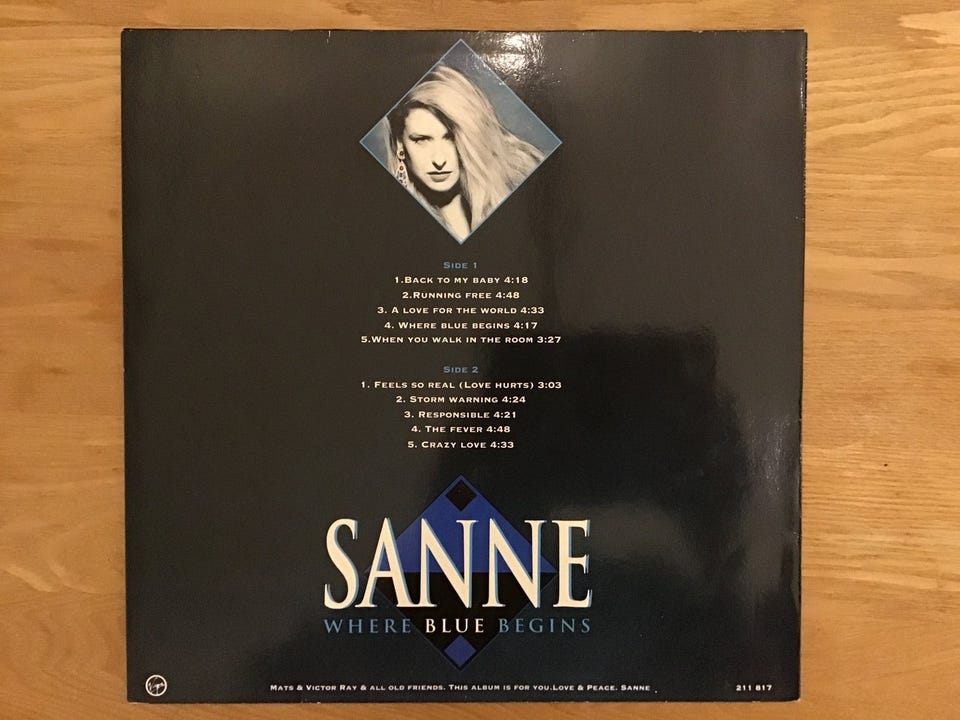 Side 1
1.Back to my baby 4:18
2.Running free 4:48
3. A love for the world 4:33
4. Where blue begins 4:17
5.When you walk in the room 3:27
Side 2
1. Feels so real (Love hurts) 3:03
2. Storm warning 4:24
3. Responsible 4:21
4. The fever 4:48
5. Crazy love 4:33
SANNE
WHERE BLUE BEGINS
Virgin
Mats & Victor Ray & all old friends. This album is for you.Love & Peace. Sanne .
211 817